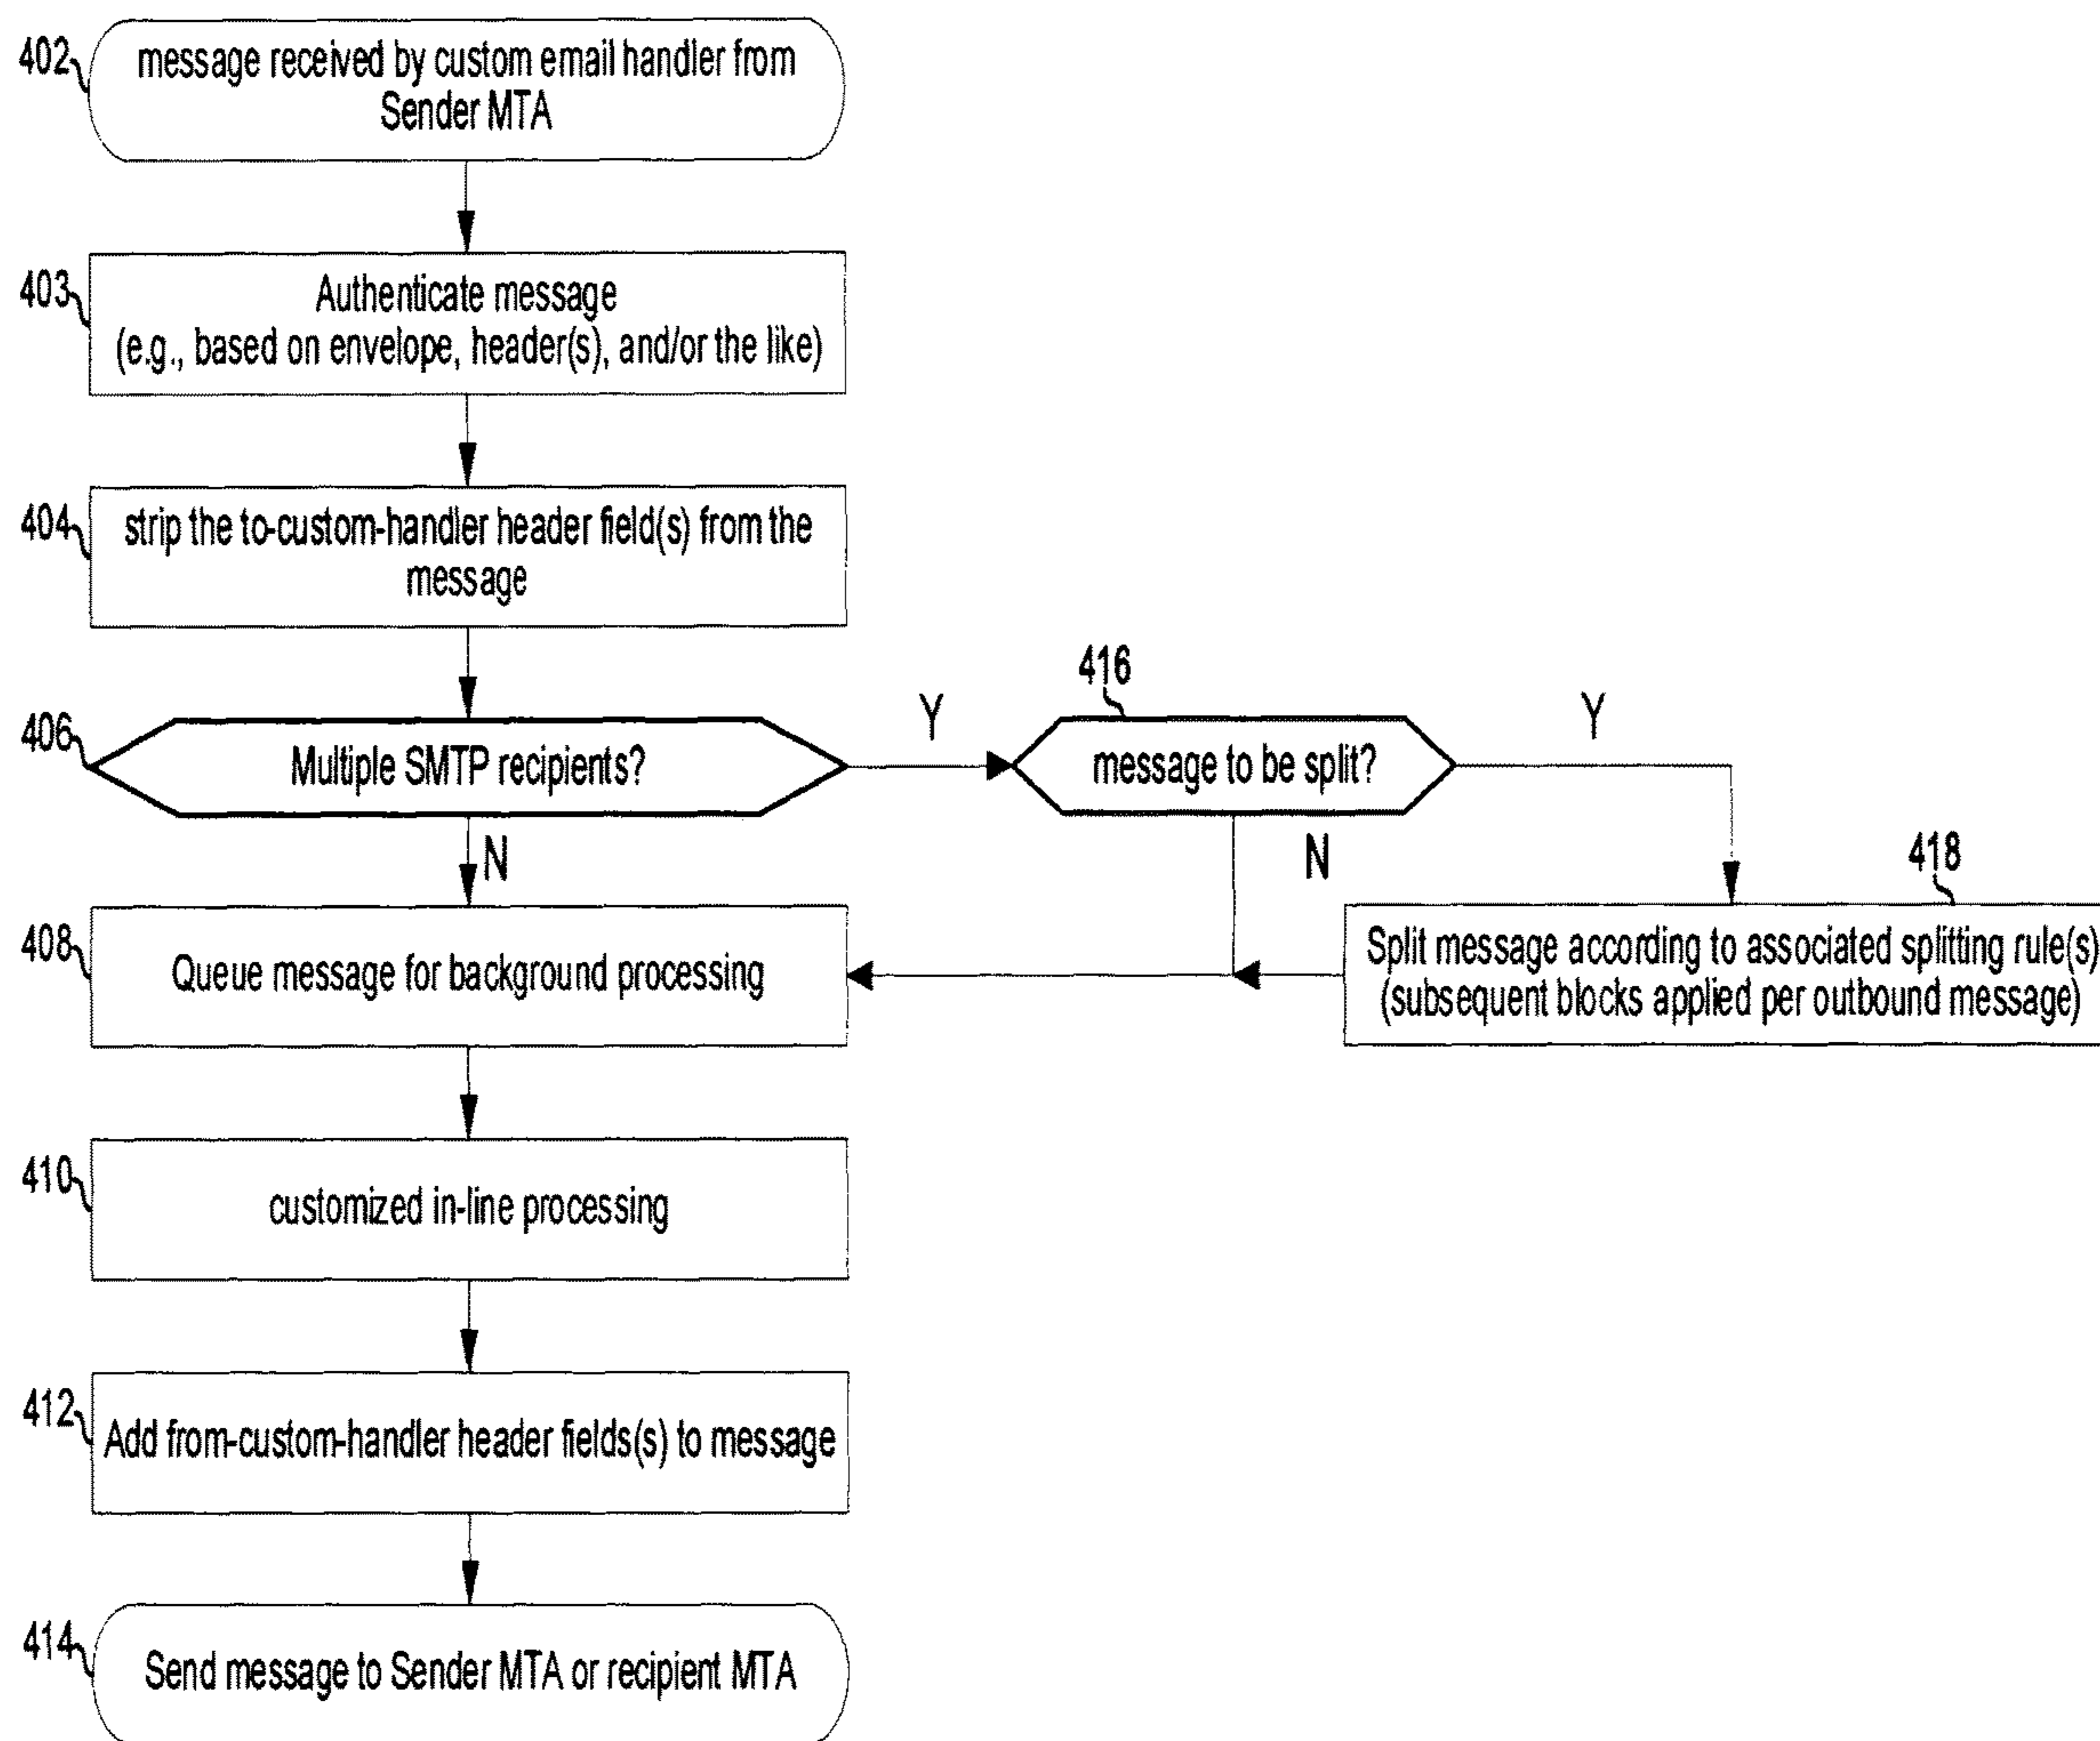 402
message received by custom email handler from
Sender MTA
403
Authenticate message
(e.g., based on envelope, header(s), and/or the like)
404
strip the to-custom-handler header field(s) from the
message
406
Multiple SMTP recipients?
Y
416
message to be split?
Y
N
N
418
408
Queue message for background processing
Split message according to associated splitting rule(s)
(subsequent blocks applied per outbound message)
410
customized in-line processing
412
Add from-custom-handler header fields(s) to message
414
Send message to Sender MTA or recipient MTA